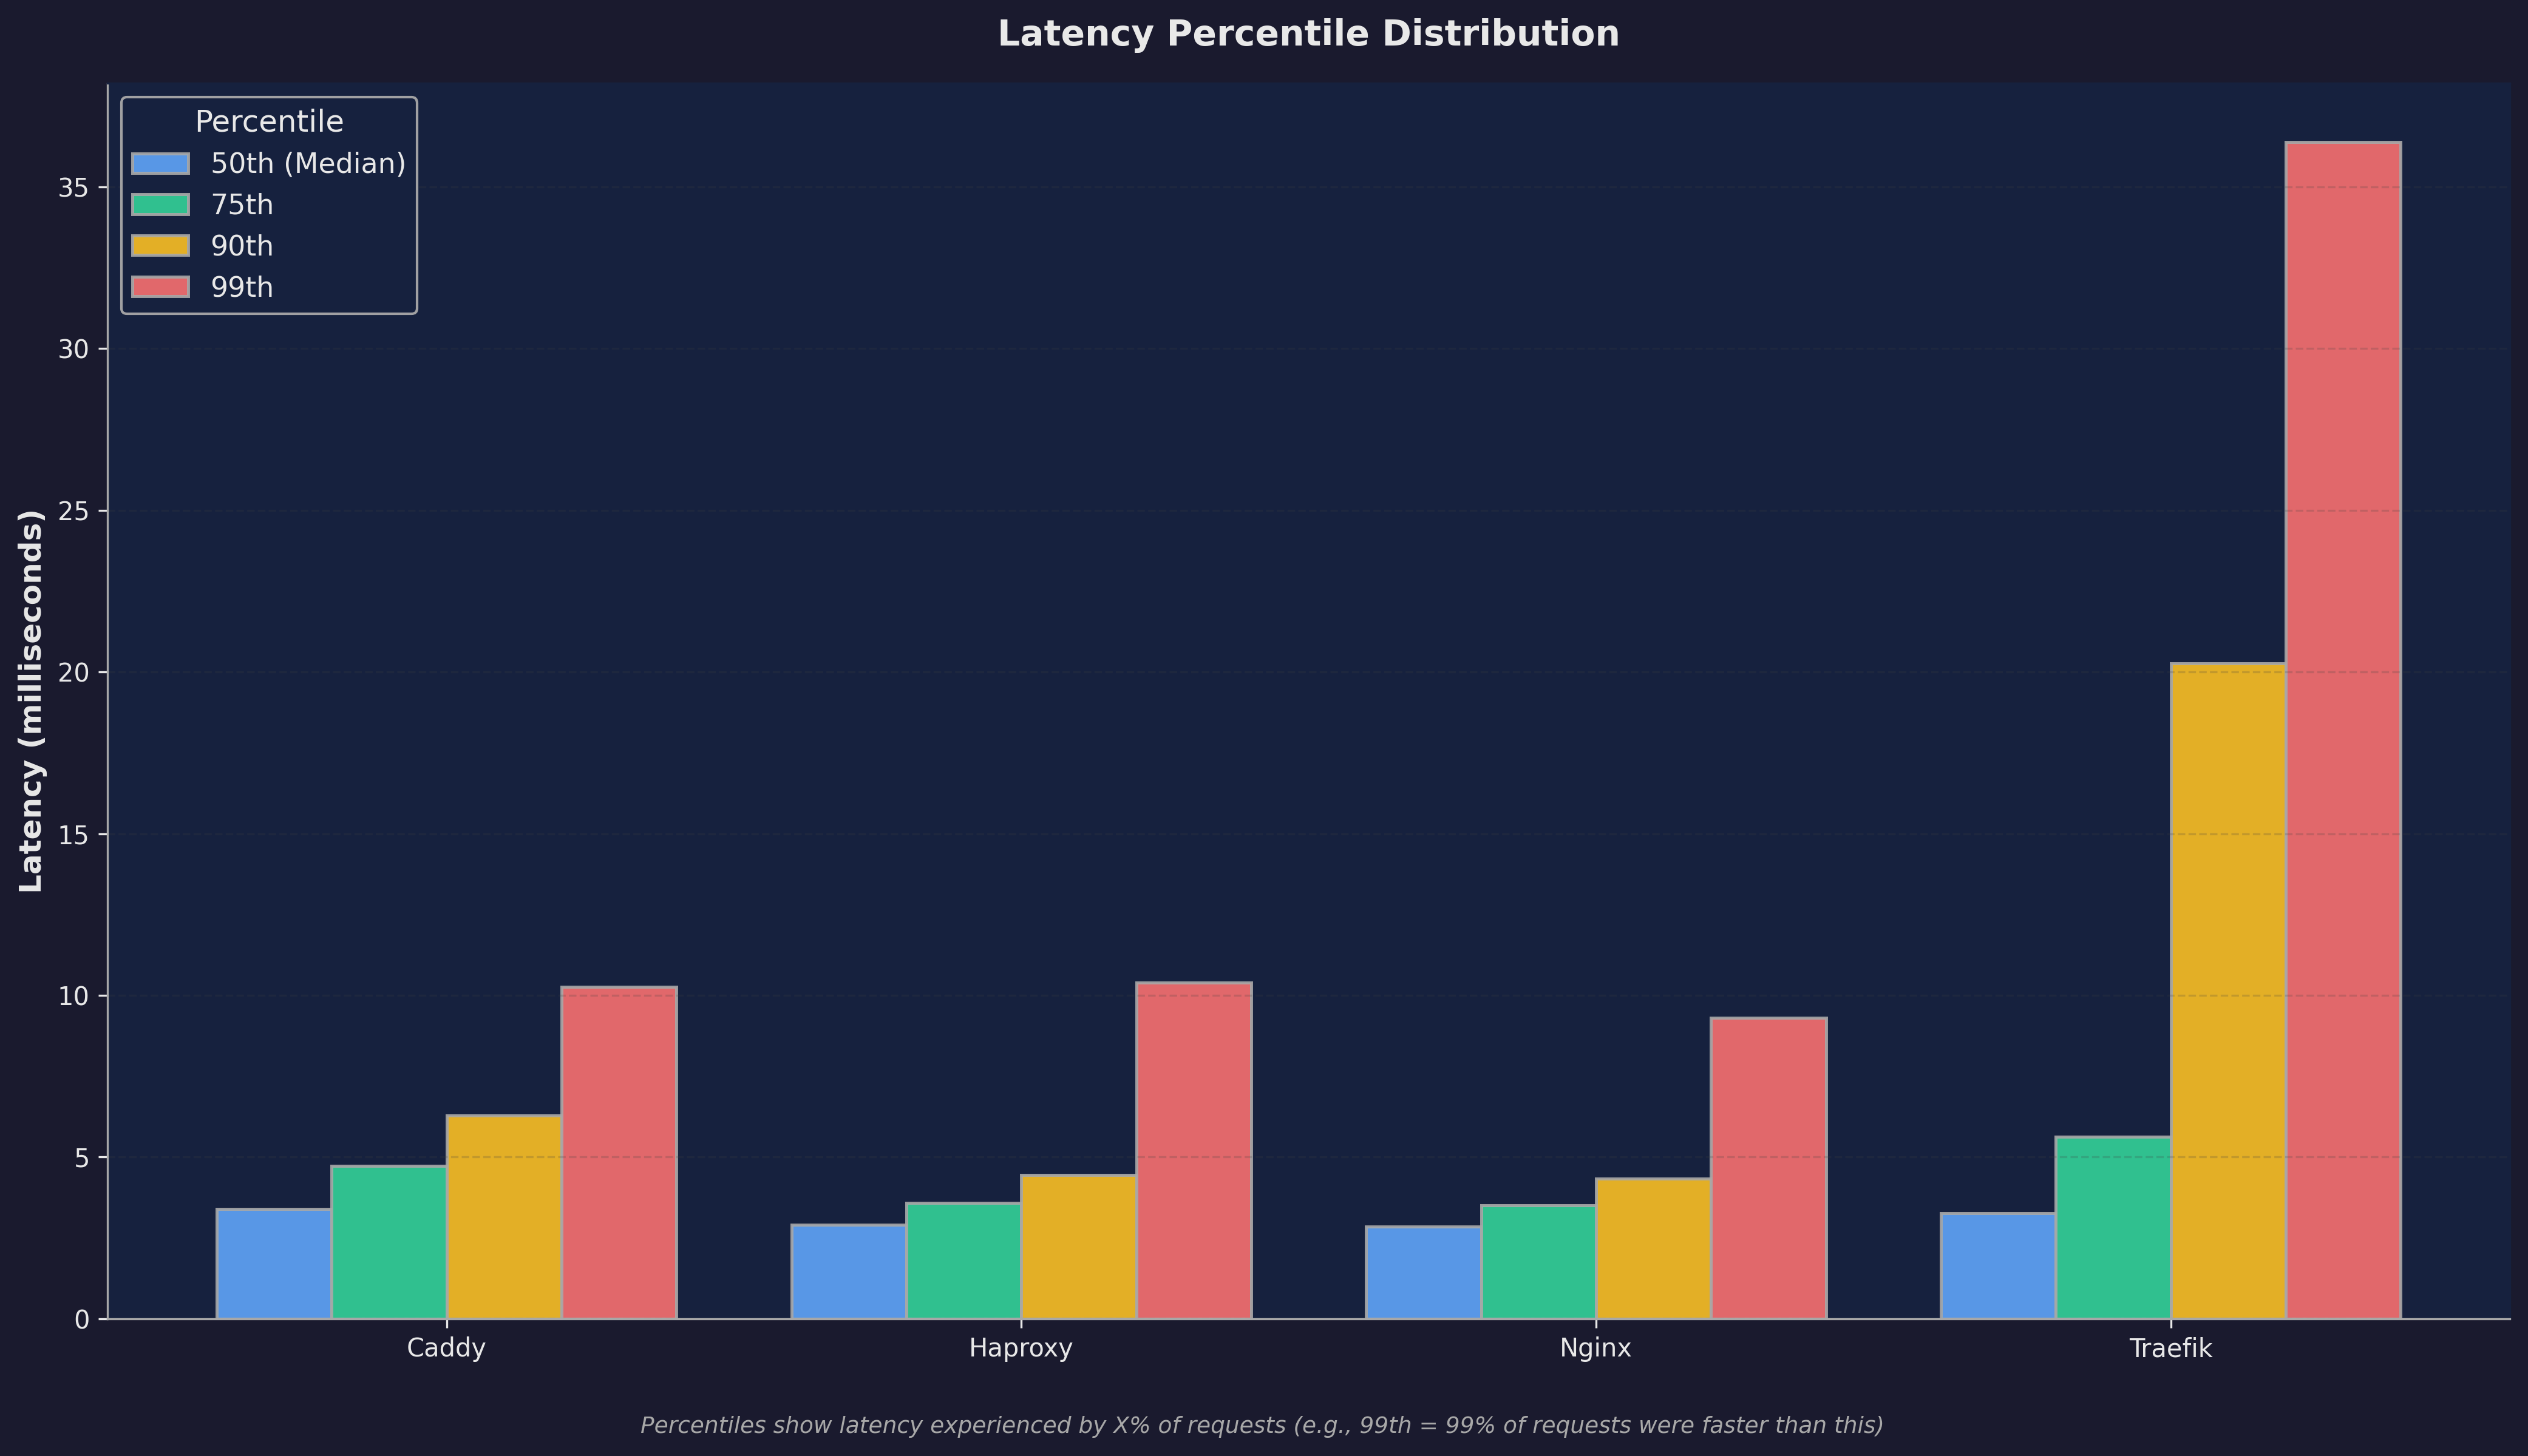 Latency Percentile Distribution
Percentile
50th (Median)
75th
90th
99th
Latency (milliseconds)
35
30
25
20
15
10
5
0
Caddy
Haproxy
Nginx
Traefik
Percentiles show latency experienced by X% of requests (e.g., 99th = 99% of requests were faster than this)